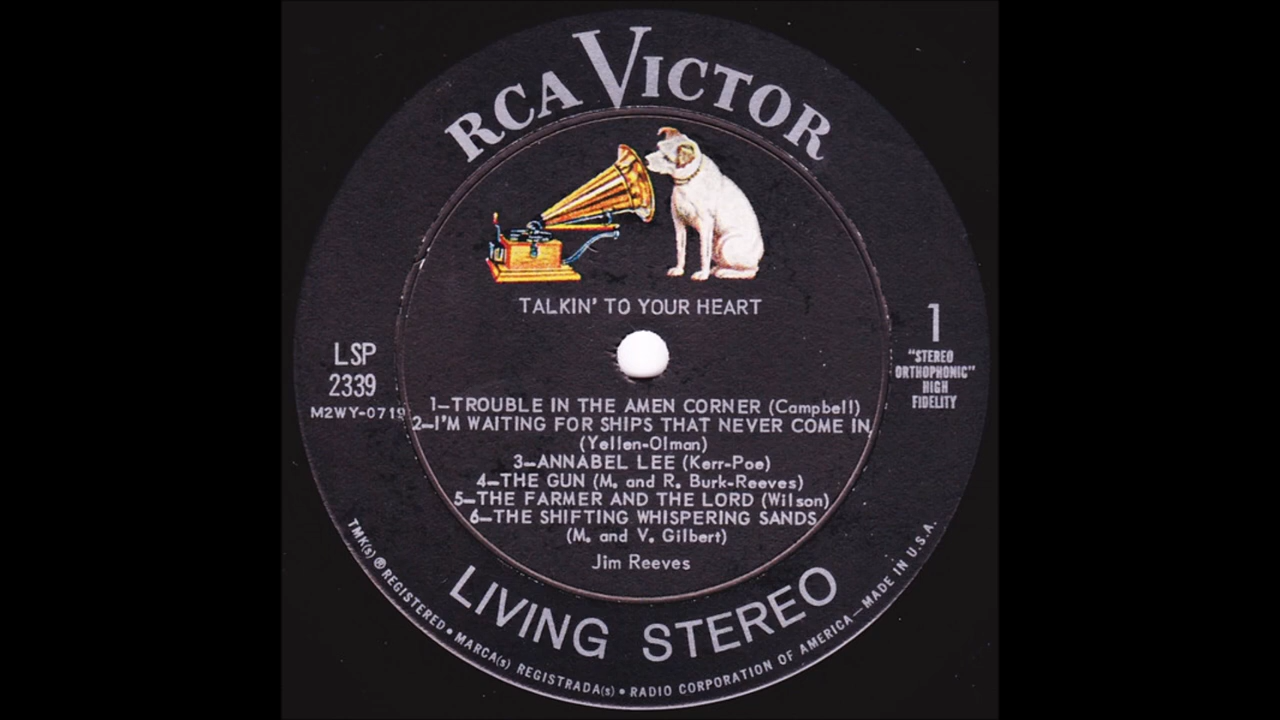 RCA VICTOR
TALKIN' TO YOUR HEART
LSP
2339
M2WY-0719
1
"STEREO
ORTHOPHONIC"
HIGH
FIDELITY
1—TROUBLE IN THE AMEN CORNER (Campbell)
2—I'M WAITING FOR SHIPS THAT NEVER COME IN
(Yellen-Olman)
3—ANNABEL LEE (Kerr-Poe)
4—THE GUN (M. and R. Burk-Reeves)
5—THE FARMER AND THE LORD (Wilson)
6—THE SHIFTING WHISPERING SANDS
(M. and V. Gilbert)
Jim Reeves
LIVING STEREO
TMK(s) ® REGISTERED • MARCA(s) REGISTRADA(s) • RADIO CORPORATION OF AMERICA—MADE IN U.S.A.